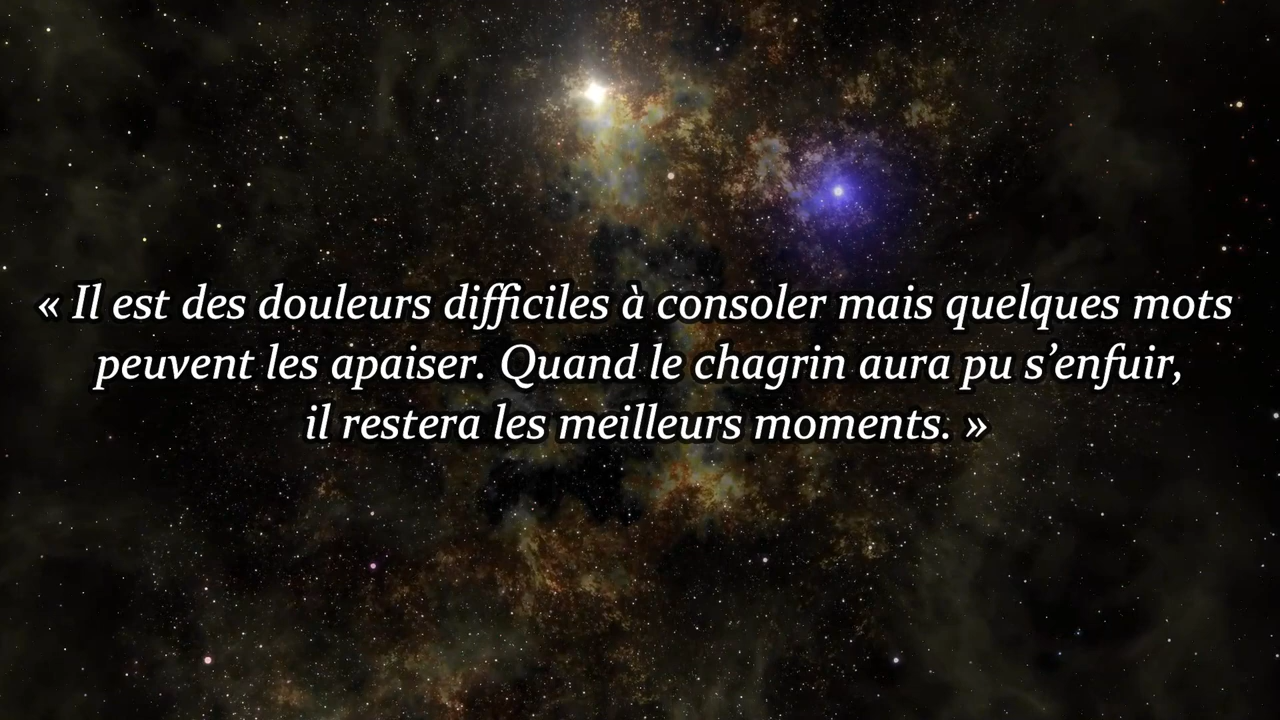 « Il est des douleurs difficiles à consoler mais quelques mots
peuvent les apaiser. Quand le chagrin aura pu s’enfuir,
il restera les meilleurs moments. »